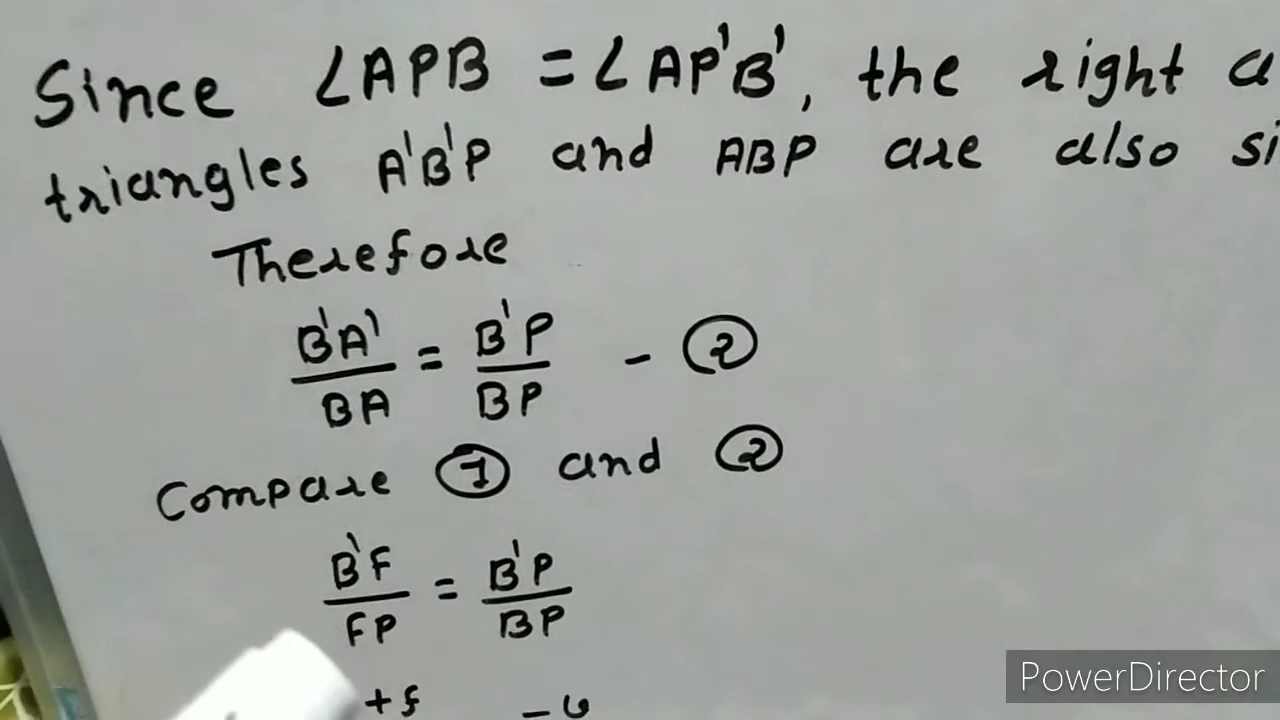 Since ∠APB = ∠AP'B', the right a
triangles A'B'P and ABP are also si
Therefore
B'A'/BA = B'P/BP - ②
Compare ① and ②
B'F/FP = B'P/BP
+f -v
PowerDirector